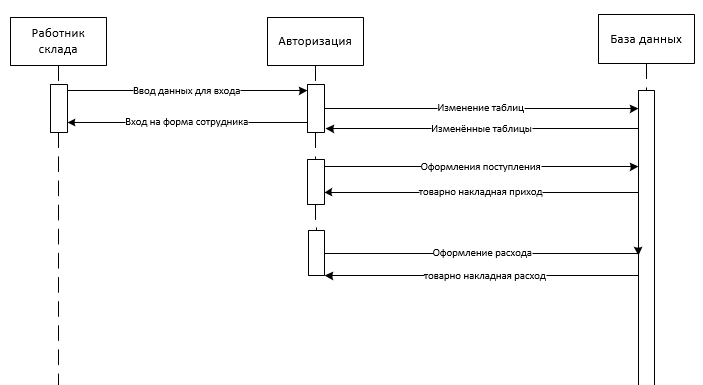 Работник
склада
Авторизация
База данных
Ввод данных для входа
Изменение таблиц
Вход на форма сотрудника
Изменённые таблицы
Оформления поступления
товарно накладная приход
Оформление расхода
товарно накладная расход